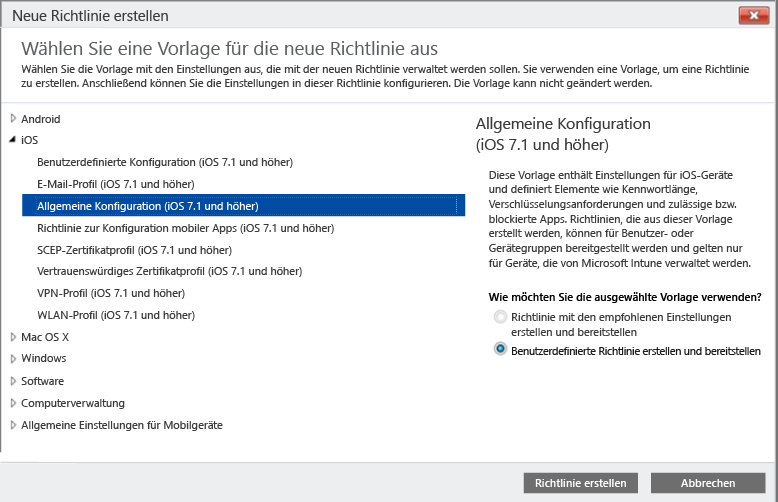 Neue Richtlinie erstellen
Wählen Sie eine Vorlage für die neue Richtlinie aus
Wählen Sie die Vorlage mit den Einstellungen aus, die mit der neuen Richtlinie verwaltet werden sollen. Sie verwenden eine Vorlage, um eine Richtlinie
zu erstellen. Anschließend können Sie die Einstellungen in dieser Richtlinie konfigurieren. Die Vorlage kann nicht geändert werden.
Android
iOS
Benutzerdefinierte Konfiguration (iOS 7.1 und höher)
E-Mail-Profil (iOS 7.1 und höher)
Allgemeine Konfiguration (iOS 7.1 und höher)
Richtlinie zur Konfiguration mobiler Apps (iOS 7.1 und höher)
SCEP-Zertifikatprofil (iOS 7.1 und höher)
Vertrauenswürdiges Zertifikatprofil (iOS 7.1 und höher)
VPN-Profil (iOS 7.1 und höher)
WLAN-Profil (iOS 7.1 und höher)
Mac OS X
Windows
Software
Computerverwaltung
Allgemeine Einstellungen für Mobilgeräte
Allgemeine Konfiguration
(iOS 7.1 und höher)
Diese Vorlage enthält Einstellungen für iOS-Geräte
und definiert Elemente wie Kennwortlänge,
Verschlüsselungsanforderungen und zulässige bzw.
blockierte Apps. Richtlinien, die aus dieser Vorlage
erstellt werden, können für Benutzer- oder
Gerätegruppen bereitgestellt werden und gelten nur
für Geräte, die von Microsoft Intune verwaltet werden.
Wie möchten Sie die ausgewählte Vorlage verwenden?
Richtlinie mit den empfohlenen Einstellungen
erstellen und bereitstellen
Benutzerdefinierte Richtlinie erstellen und bereitstellen
Richtlinie erstellen
Abbrechen